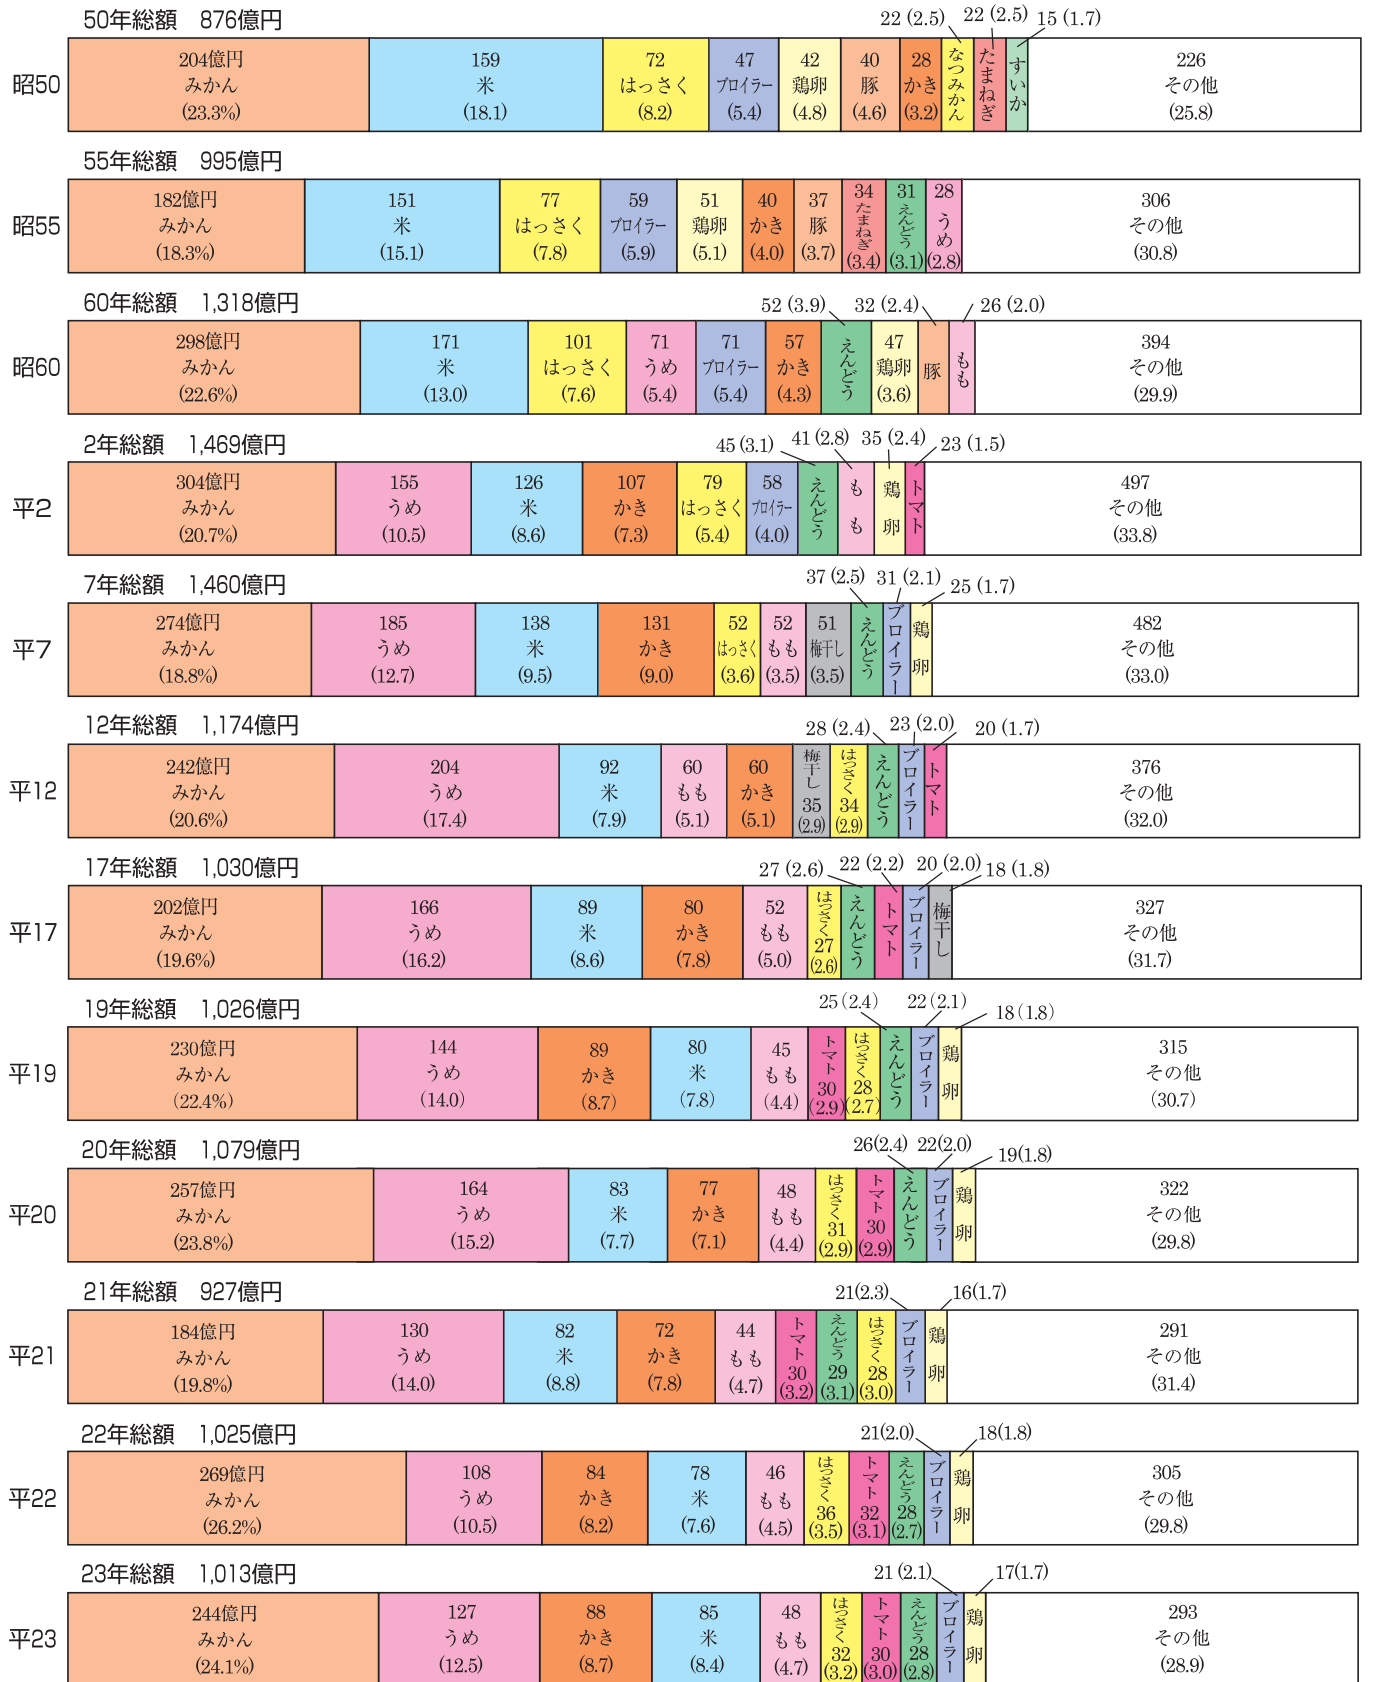 50年総額 876億円
22 (2.5) 22 (2.5) 15 (1.7)
昭50
204億円 159 72 47 42 40 28 226
みかん 米 はっさく ブロイラー 鶏卵 豚 かき なつみかん たまねぎ すいか その他
(23.3%) (18.1) (8.2) (5.4) (4.8) (4.6) (3.2) (25.8)
55年総額 995億円
昭55
182億円 151 77 59 51 40 37 34 31 28 306
みかん 米 はっさく ブロイラー 鶏卵 かき 豚 たまねぎ えんどう うめ その他
(18.3%) (15.1) (7.8) (5.9) (5.1) (4.0) (3.7) (3.4) (3.1) (2.8) (30.8)
60年総額 1,318億円
52 (3.9) 32 (2.4) 26 (2.0)
昭60
298億円 171 101 71 71 57 47 394
みかん 米 はっさく うめ ブロイラー かき えんどう 鶏卵 豚 もも その他
(22.6%) (13.0) (7.6) (5.4) (5.4) (4.3) (3.6) (29.9)
2年総額 1,469億円
45 (3.1) 41 (2.8) 35 (2.4) 23 (1.5)
平2
304億円 155 126 107 79 58 497
みかん うめ 米 かき はっさく ブロイラー えんどう もも 鶏卵 トマト その他
(20.7%) (10.5) (8.6) (7.3) (5.4) (4.0) (33.8)
7年総額 1,460億円
37 (2.5) 31 (2.1) 25 (1.7)
平7
274億円 185 138 131 52 52 51 482
みかん うめ 米 かき はっさく もも 梅干し えんどう ブロイラー 鶏卵 その他
(18.8%) (12.7) (9.5) (9.0) (3.6) (3.5) (3.5) (33.0)
12年総額 1,174億円
28 (2.4) 23 (2.0) 20 (1.7)
平12
242億円 204 92 60 60 35 34 376
みかん うめ 米 もも かき 梅干し はっさく えんどう ブロイラー トマト その他
(20.6%) (17.4) (7.9) (5.1) (5.1) (2.9) (2.9) (32.0)
17年総額 1,030億円
27 (2.6) 22 (2.2) 20 (2.0) 18 (1.8)
平17
202億円 166 89 80 52 27 327
みかん うめ 米 かき もも はっさく えんどう トマト ブロイラー 梅干し その他
(19.6%) (16.2) (8.6) (7.8) (5.0) (2.6) (31.7)
19年総額 1,026億円
25 (2.4) 22 (2.1) 18 (1.8)
平19
230億円 144 89 80 45 30 28 315
みかん うめ かき 米 もも トマト はっさく えんどう ブロイラー 鶏卵 その他
(22.4%) (14.0) (8.7) (7.8) (4.4) (2.9) (2.7) (30.7)
20年総額 1,079億円
26(2.4) 22(2.0) 19(1.8)
平20
257億円 164 83 77 48 31 30 322
みかん うめ 米 かき もも はっさく トマト えんどう ブロイラー 鶏卵 その他
(23.8%) (15.2) (7.7) (7.1) (4.4) (2.9) (2.9) (29.8)
21年総額 927億円
21(2.3) 16(1.7)
平21
184億円 130 82 72 44 30 29 28 291
みかん うめ 米 かき もも トマト えんどう はっさく ブロイラー 鶏卵 その他
(19.8%) (14.0) (8.8) (7.8) (4.7) (3.2) (3.1) (3.0) (31.4)
22年総額 1,025億円
21(2.0) 18(1.8)
平22
269億円 108 84 78 46 36 32 28 305
みかん うめ かき 米 もも はっさく トマト えんどう ブロイラー 鶏卵 その他
(26.2%) (10.5) (8.2) (7.6) (4.5) (3.5) (3.1) (2.7) (29.8)
23年総額 1,013億円
21 (2.1) 17(1.7)
平23
244億円 127 88 85 48 32 30 28 293
みかん うめ かき 米 もも はっさく トマト えんどう ブロイラー 鶏卵 その他
(24.1%) (12.5) (8.7) (8.4) (4.7) (3.2) (3.0) (2.8) (28.9)